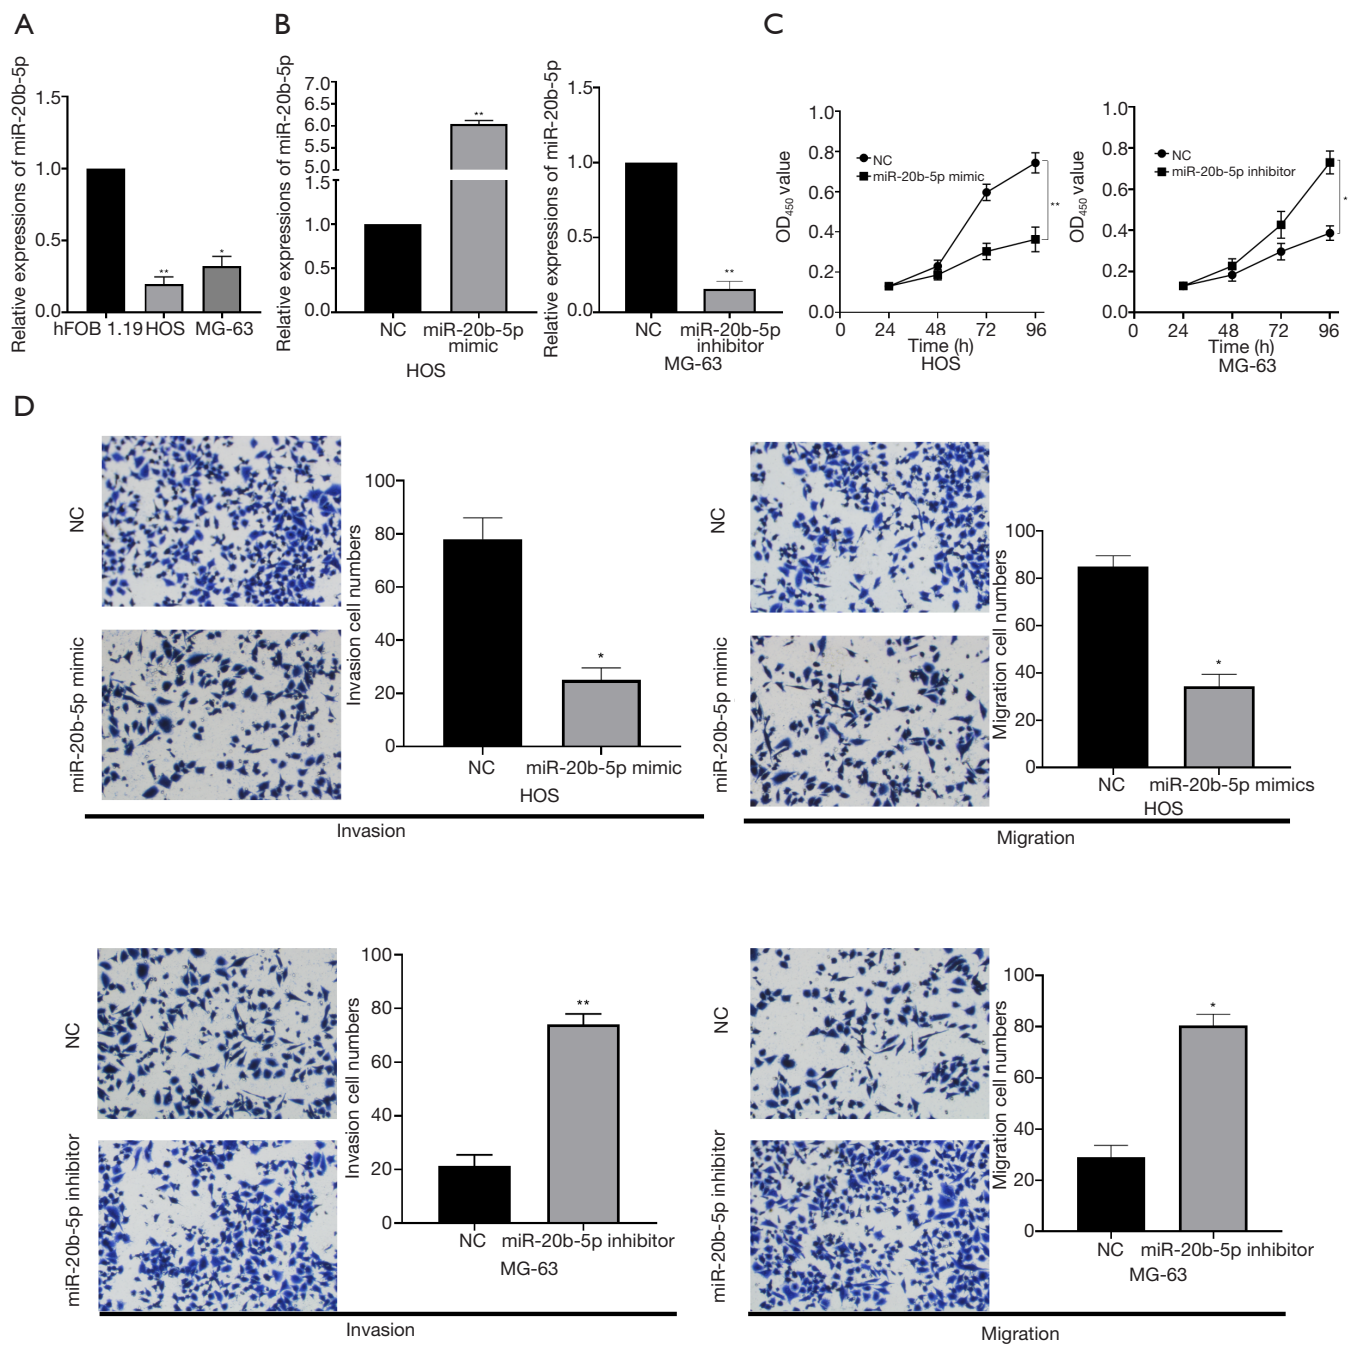 A
Relative expressions of miR-20b-5p
1.5
1.0
0.5
0.0
**
*
hFOB 1.19 HOS MG-63
B
Relative expressions of miR-20b-5p
7.0
6.5
6.0
5.5
5.0
1.5
1.0
0.5
0.0
**
NC miR-20b-5p
mimic
HOS
Relative expressions of miR-20b-5p
1.5
1.0
0.5
0.0
**
NC miR-20b-5p
inhibitor
MG-63
C
OD450 value
1.0
0.8
0.6
0.4
0.2
0.0
NC
miR-20b-5p mimic
**
0 24 48 72 96
Time (h)
HOS
OD450 value
1.0
0.8
0.6
0.4
0.2
0.0
NC
miR-20b-5p inhibitor
*
0 24 48 72 96
Time (h)
MG-63
D
NC
miR-20b-5p mimic
Invasion cell numbers
100
80
60
40
20
0
*
NC miR-20b-5p mimic
HOS
Invasion
NC
miR-20b-5p mimic
Migration cell numbers
100
80
60
40
20
0
*
NC miR-20b-5p mimics
HOS
Migration
NC
miR-20b-5p inhibitor
Invasion cell numbers
100
80
60
40
20
0
**
NC miR-20b-5p inhibitor
MG-63
Invasion
NC
miR-20b-5p inhibitor
Migration cell numbers
100
80
60
40
20
0
*
NC miR-20b-5p inhibitor
MG-63
Migration